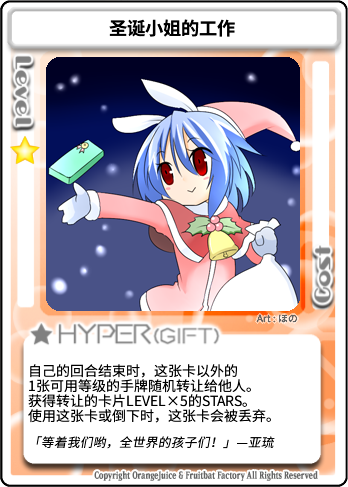 圣诞小姐的工作
Level
Cost
Art : ぽの
HYPER(GIFT)
自己的回合结束时，这张卡以外的
1张可用等级的手牌随机转让给他人。
获得转让的卡片LEVEL×5的STARS。
使用这张卡或倒下时，这张卡会被丢弃。
「等着我们哟，全世界的孩子们！」—亚琉
Copyright OrangeJuice & Fruitbat Factory All Rights Reserved